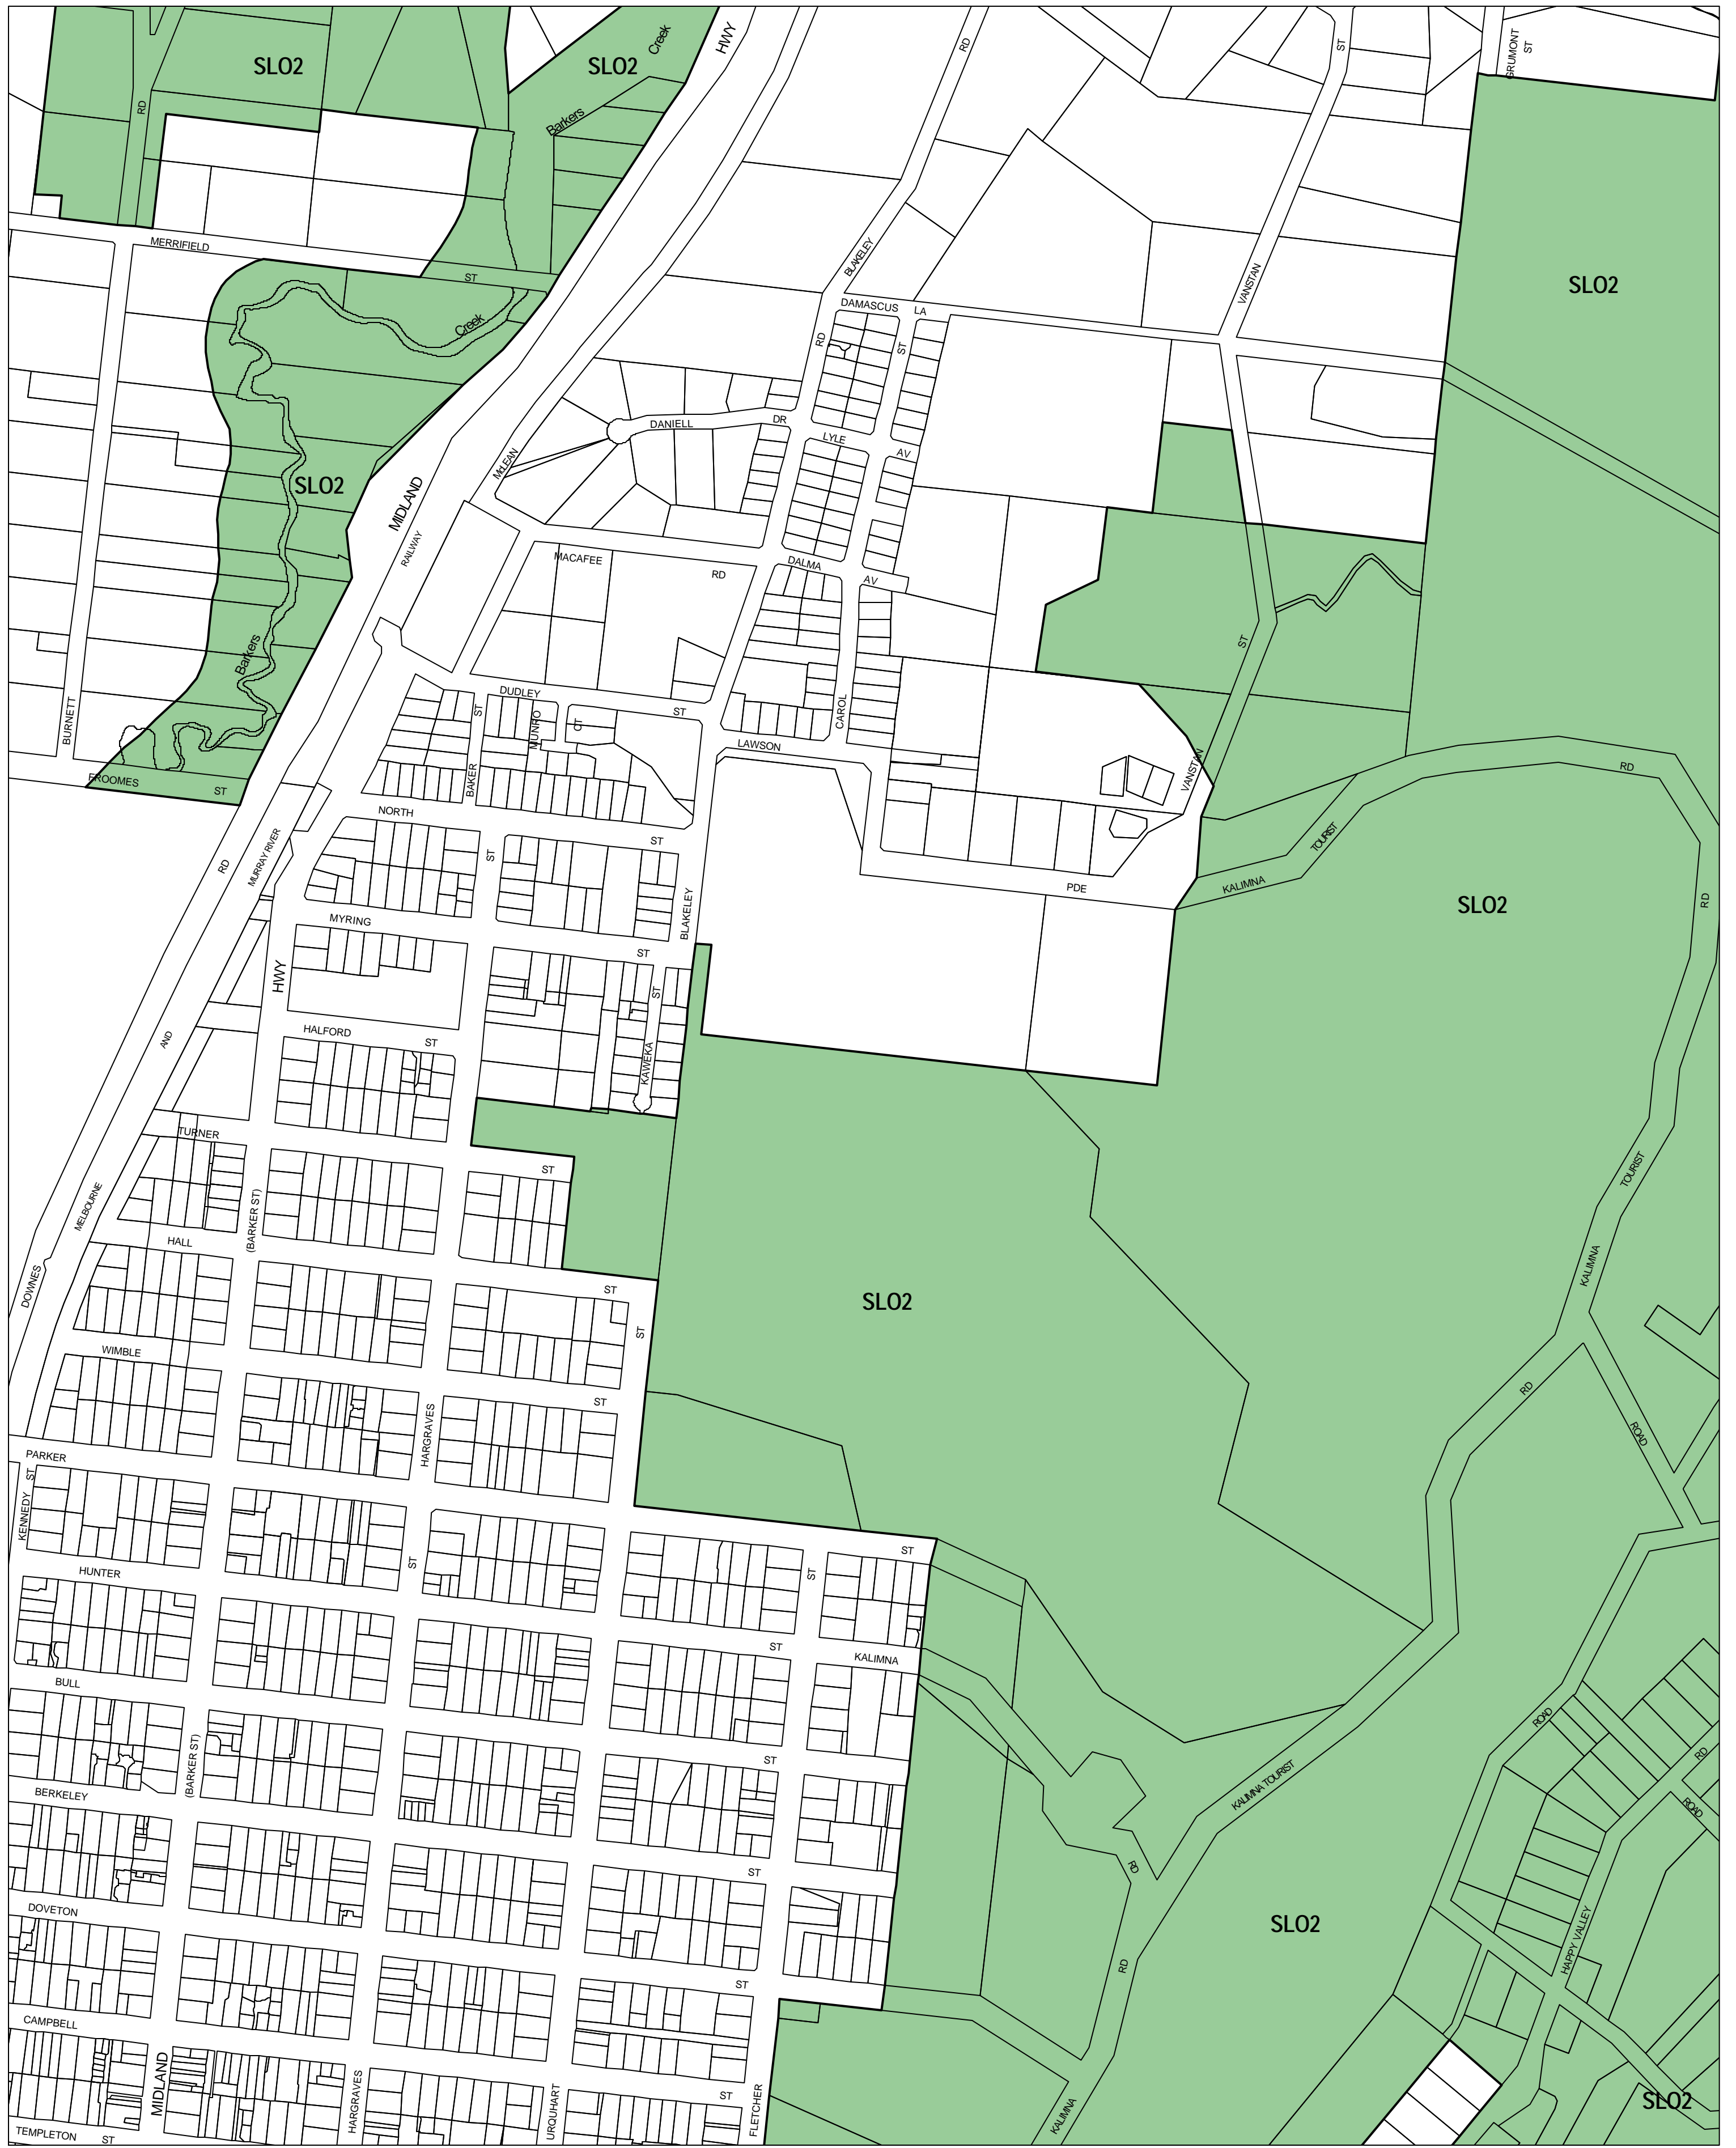 SLO2
SLO2
Creek
HWY
RD
ST
GRUMONT
ST
RD
Barkers
MERRIFIELD
ST
BLAKELEY
VANSTAN
SLO2
DAMASCUS
LA
Creek
RD
ST
DANIELL
DR
LYLE
AV
McLEAN
SLO2
MIDLAND
RAILWAY
MACAFEE
RD
DALMA
AV
Barkers
ST
BURNETT
DUDLEY
ST
ST
MUNRO
CT
CAROL
LAWSON
VANSTAN
RD
FROOMES
ST
BAKER
NORTH
ST
ST
TOURIST
RD
MURRAY RIVER
PDE
KALIMNA
RD
SLO2
MYRING
BLAKELEY
ST
HWY
ST
AND
HALFORD
ST
KAWEKA
TURNER
ST
TOURIST
MELBOURNE
(BARKER ST)
HALL
KALIMNA
DOWNES
ST
SLO2
ST
WIMBLE
RD
ST
HARGRAVES
ROAD
PARKER
ST
KENNEDY
ST
ST
ST
HUNTER
ST
KALIMNA
BULL
ROAD
(BARKER ST)
ST
RD
BERKELEY
KALIMNA TOURIST
ROAD
ST
RD
DOVETON
SLO2
HAPPY VALLEY
RD
ST
CAMPBELL
MIDLAND
HARGRAVES
URQUHART
ST
FLETCHER
KALIMNA
SLO2
TEMPLETON
ST